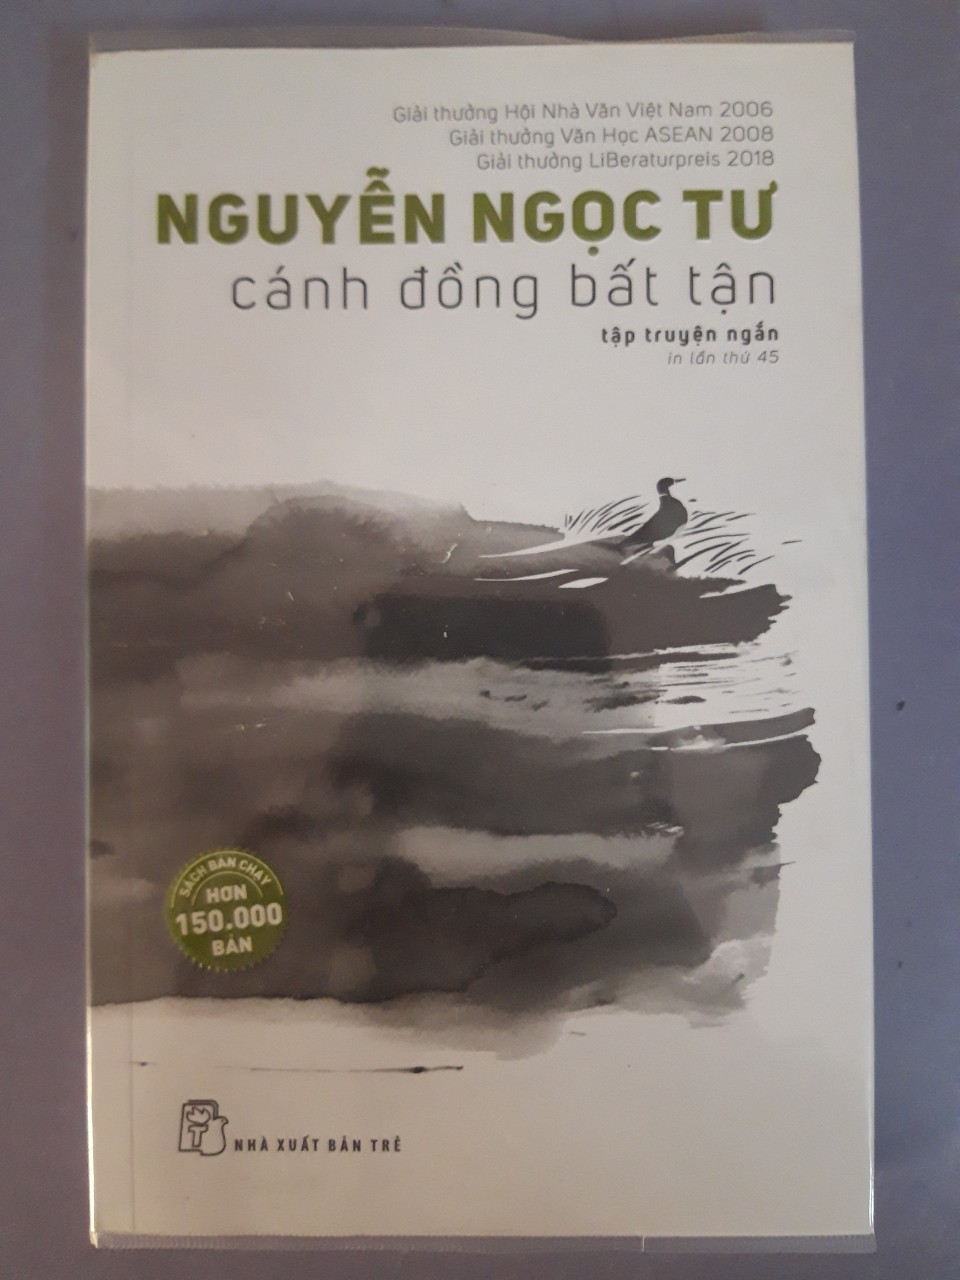 Giải thưởng Hội Nhà Văn Việt Nam 2006
Giải thưởng Văn Học ASEAN 2008
Giải thưởng LiBeraturpreis 2018
NGUYỄN NGỌC TƯ
cánh đồng bất tận
tập truyện ngắn
in lần thứ 45
SÁCH BÁN CHẠY
HƠN
150.000
BẢN
NHÀ XUẤT BẢN TRẺ